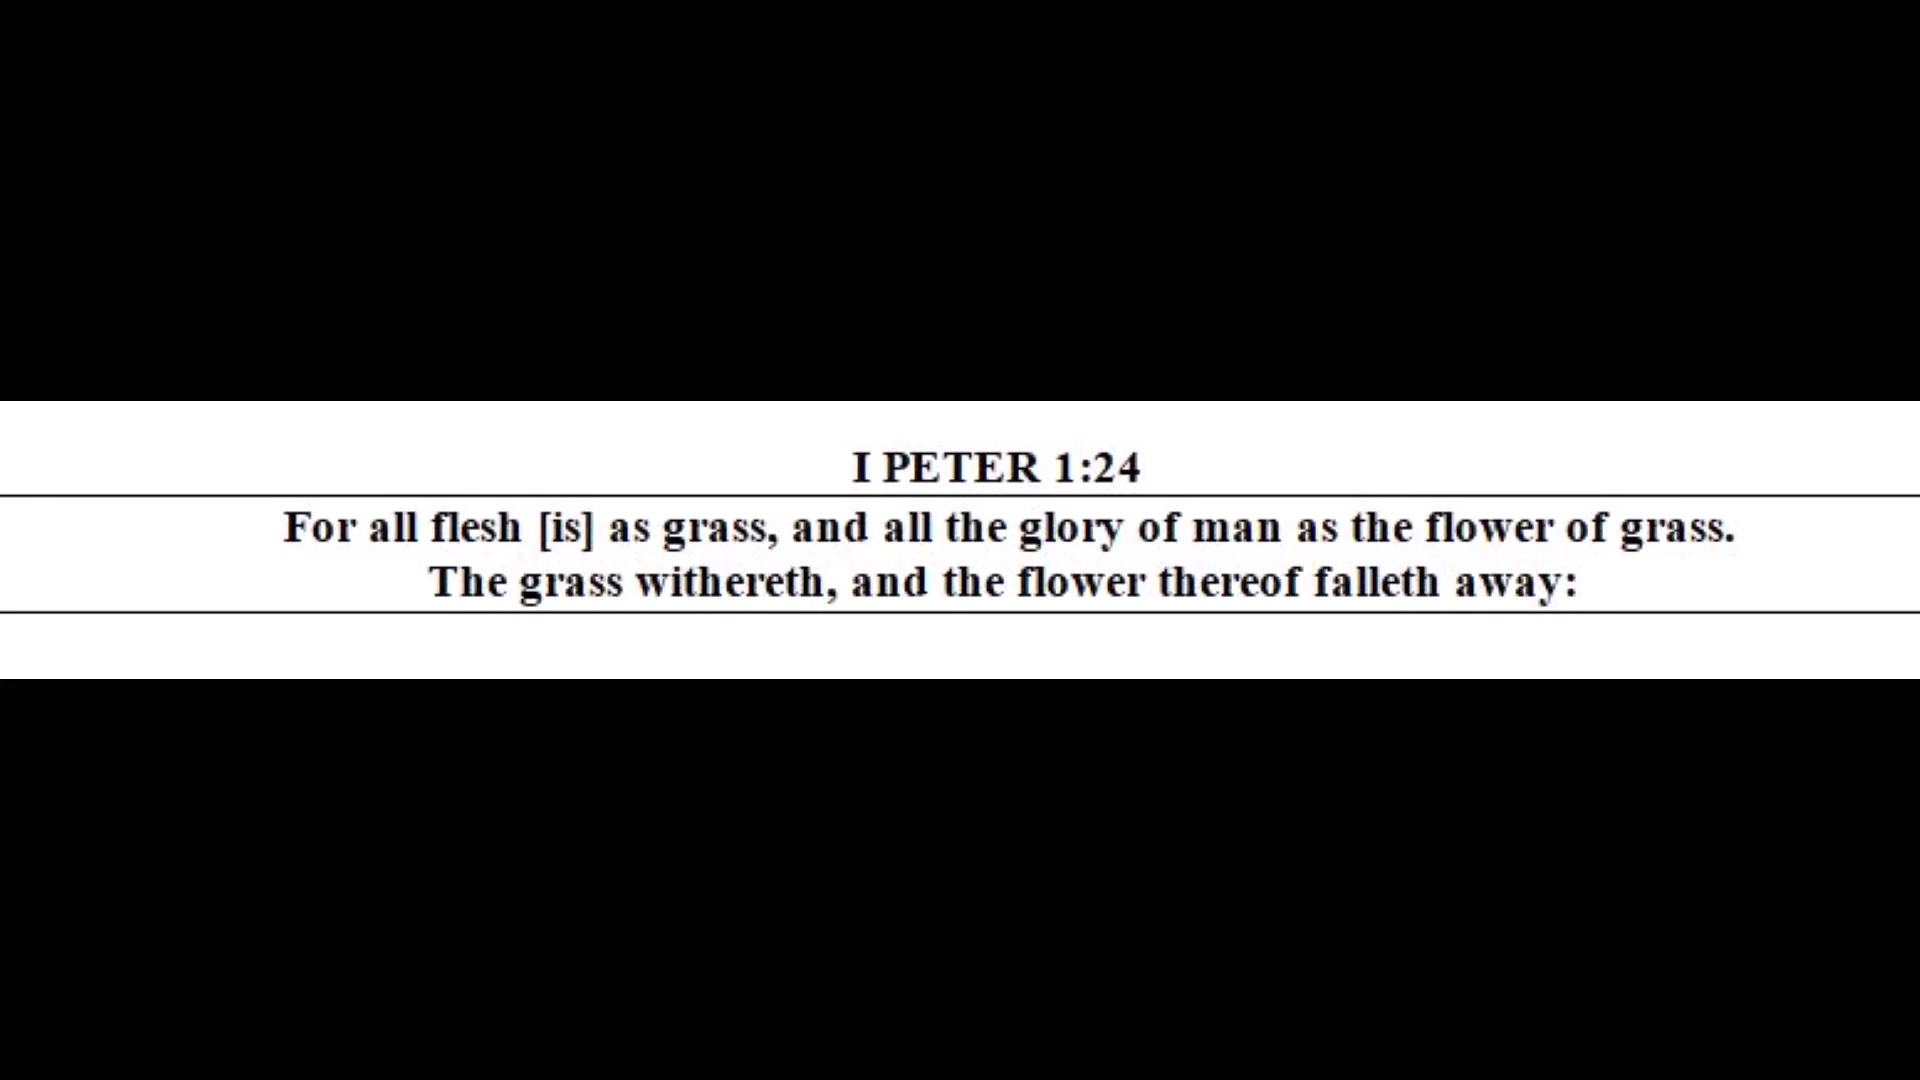 I PETER 1:24
For all flesh [is] as grass, and all the glory of man as the flower of grass.
The grass withereth, and the flower thereof falleth away: